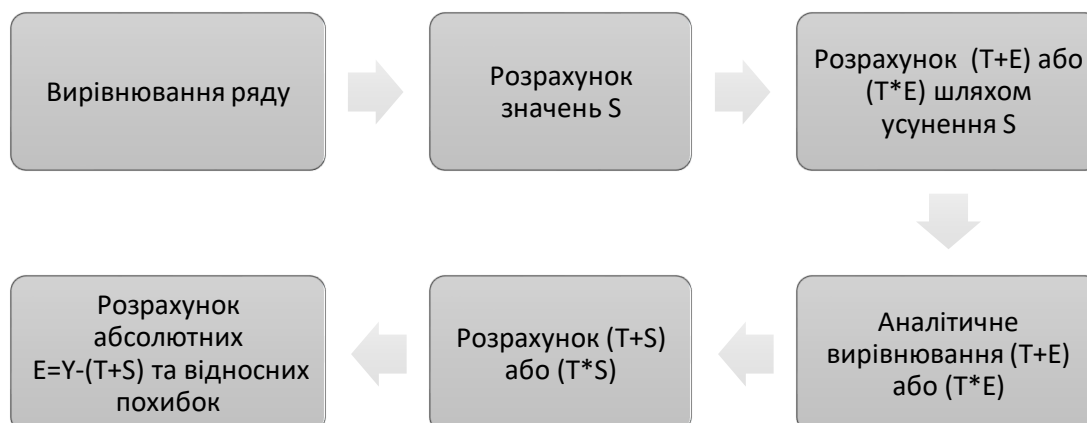 Вирівнювання ряду
Розрахунок
значень S
Розрахунок (T+E) або
(T*E) шляхом
усунення S
Аналітичне
вирівнювання (T+E)
або (T*E)
Розрахунок (T+S)
або (T*S)
Розрахунок
абсолютних
E=Y-(T+S) та відносних
похибок